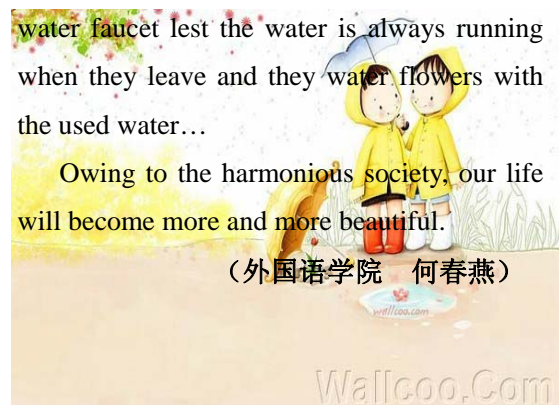 water faucet lest the water is always running
when they leave and they water flowers with
the used water…
Owing to the harmonious society, our life
will become more and more beautiful.
（外国语学院　何春燕）
wallcoo.com
Wallcoo.Com